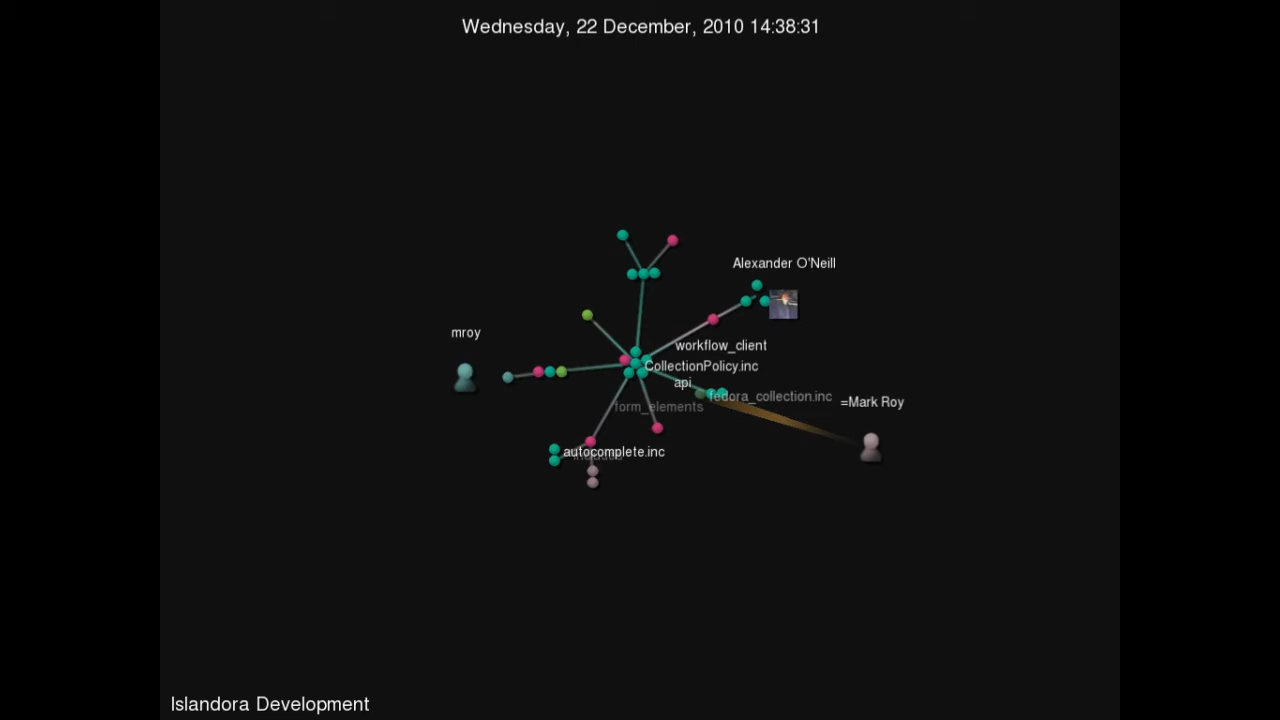 Wednesday, 22 December, 2010 14:38:31
Alexander O'Neill
mroy
workflow_client
CollectionPolicy.inc
api
fedora_collection.inc
=Mark Roy
form_elements
autocomplete.inc
Islandora Development